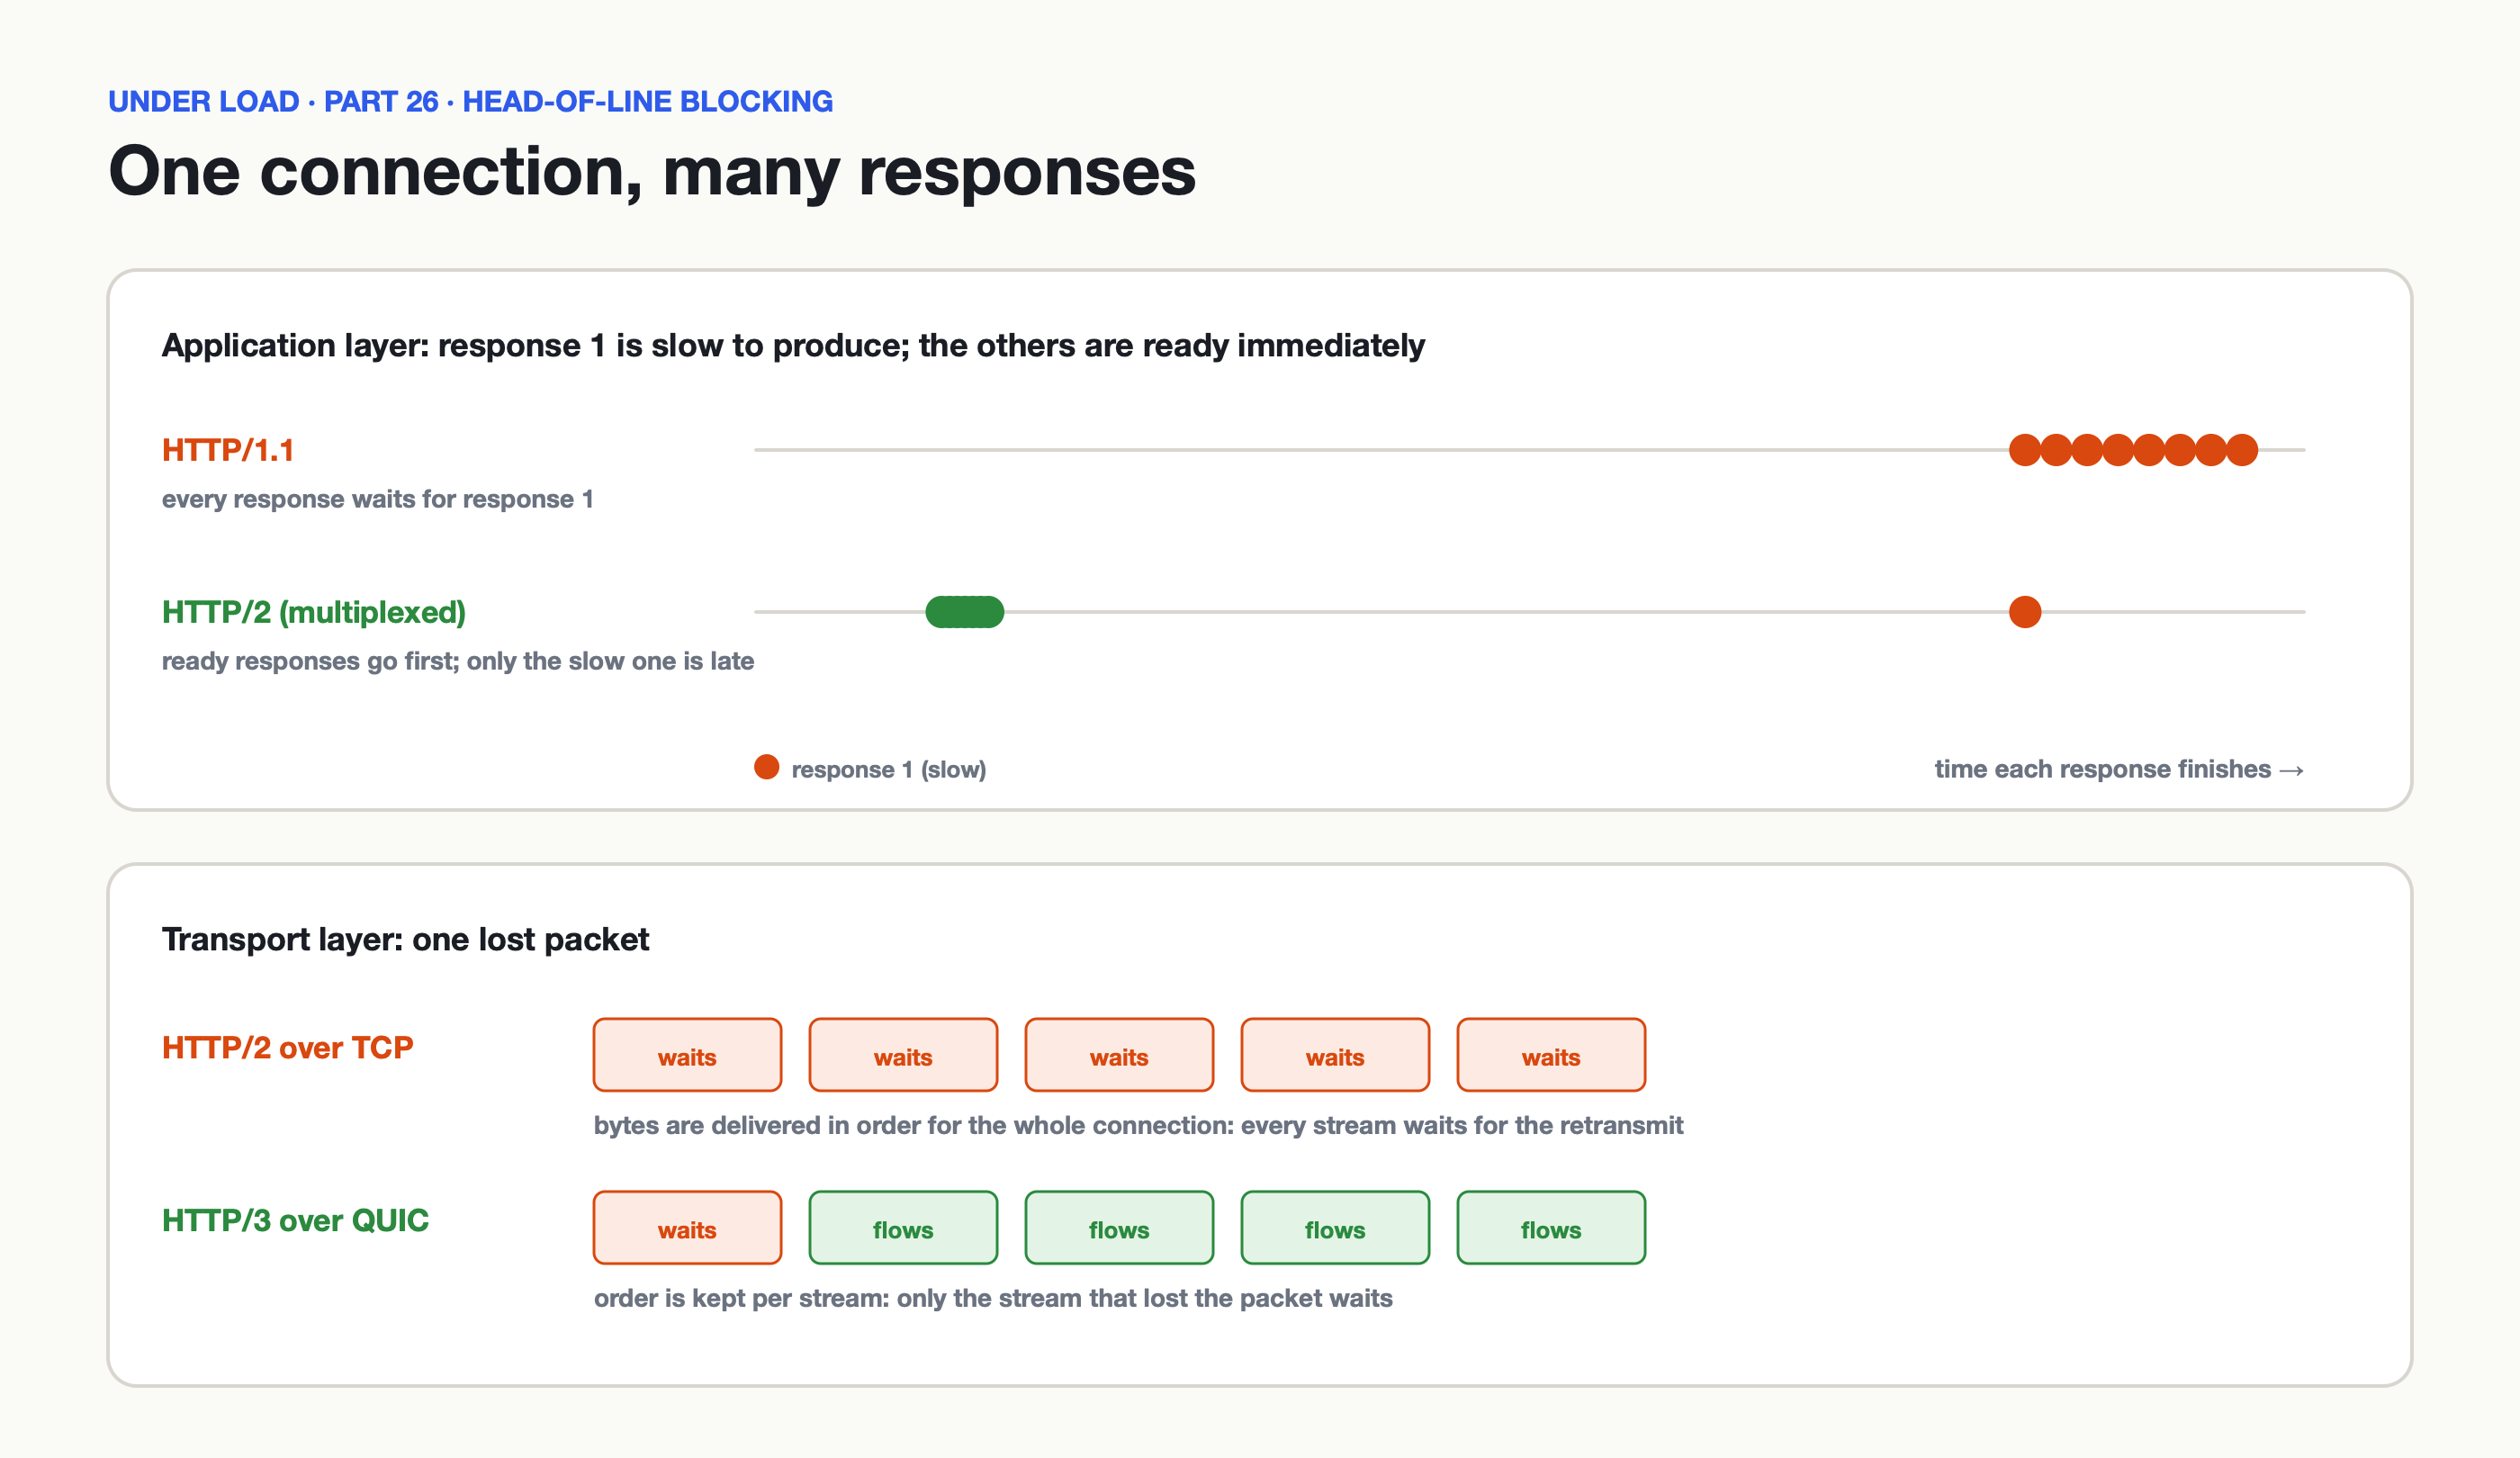 UNDER LOAD · PART 26 · HEAD-OF-LINE BLOCKING
One connection, many responses
Application layer: response 1 is slow to produce; the others are ready immediately
HTTP/1.1
every response waits for response 1
HTTP/2 (multiplexed)
ready responses go first; only the slow one is late
response 1 (slow)
time each response finishes →
Transport layer: one lost packet
HTTP/2 over TCP
waits waits waits waits waits
bytes are delivered in order for the whole connection: every stream waits for the retransmit
HTTP/3 over QUIC
waits flows flows flows flows
order is kept per stream: only the stream that lost the packet waits